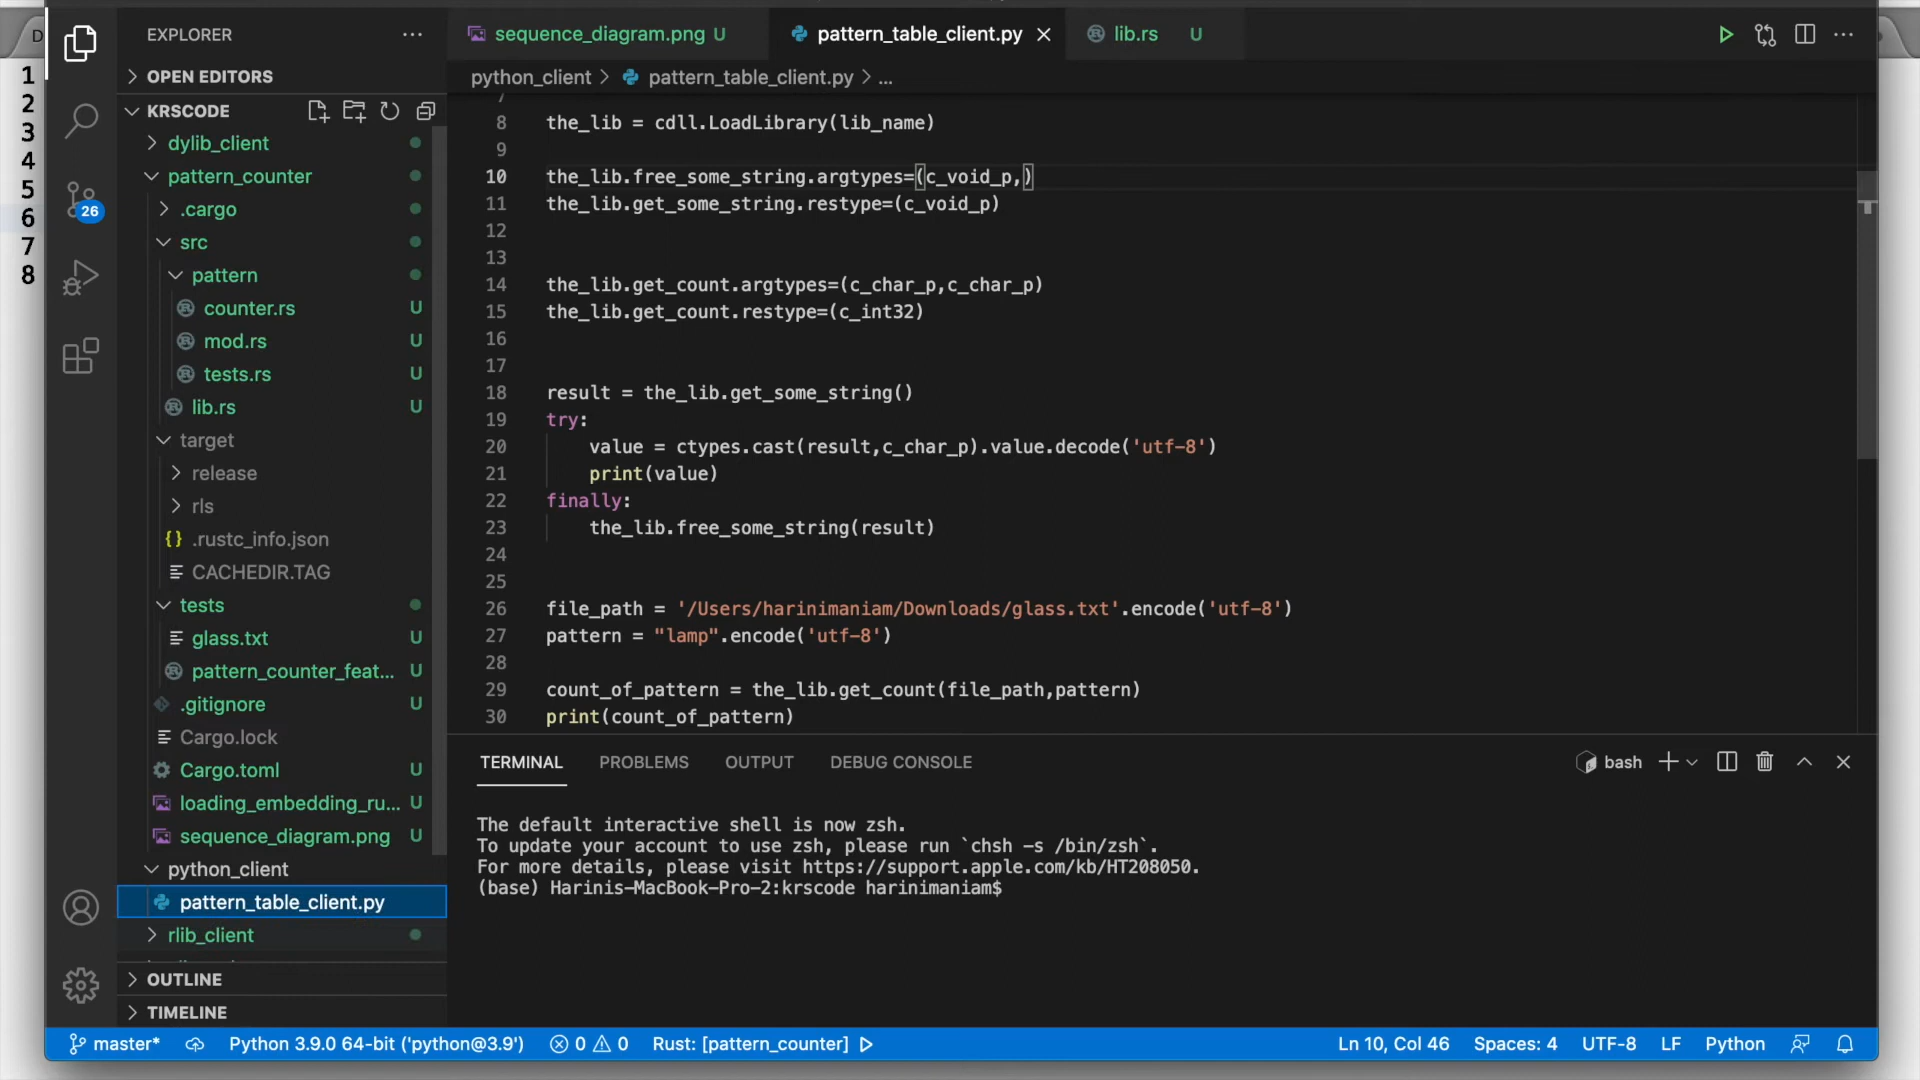 D
1
2
3
4
5
6
7
8
26
EXPLORER
OPEN EDITORS
KRSCODE
dylib_client
pattern_counter
.cargo
src
pattern
counter.rs U
mod.rs U
tests.rs U
lib.rs U
target
release
rls
{} .rustc_info.json
CACHEDIR.TAG
tests
glass.txt U
pattern_counter_feat... U
.gitignore U
Cargo.lock
Cargo.toml U
loading_embedding_ru... U
sequence_diagram.png U
python_client
pattern_table_client.py
rlib_client
OUTLINE
TIMELINE
sequence_diagram.png U
pattern_table_client.py
lib.rs U
python_client > pattern_table_client.py > ...
7
8 the_lib = cdll.LoadLibrary(lib_name)
9
10 the_lib.free_some_string.argtypes=(c_void_p,)
11 the_lib.get_some_string.restype=(c_void_p)
12
13
14 the_lib.get_count.argtypes=(c_char_p,c_char_p)
15 the_lib.get_count.restype=(c_int32)
16
17
18 result = the_lib.get_some_string()
19 try:
20 value = ctypes.cast(result,c_char_p).value.decode('utf-8')
21 print(value)
22 finally:
23 the_lib.free_some_string(result)
24
25
26 file_path = '/Users/harinimaniam/Downloads/glass.txt'.encode('utf-8')
27 pattern = "lamp".encode('utf-8')
28
29 count_of_pattern = the_lib.get_count(file_path,pattern)
30 print(count_of_pattern)
TERMINAL PROBLEMS OUTPUT DEBUG CONSOLE
bash
The default interactive shell is now zsh.
To update your account to use zsh, please run `chsh -s /bin/zsh`.
For more details, please visit https://support.apple.com/kb/HT208050.
(base) Harinis-MacBook-Pro-2:krscode harinimaniam$
master* Python 3.9.0 64-bit ('python@3.9') 0 0 Rust: [pattern_counter] Ln 10, Col 46 Spaces: 4 UTF-8 LF Python